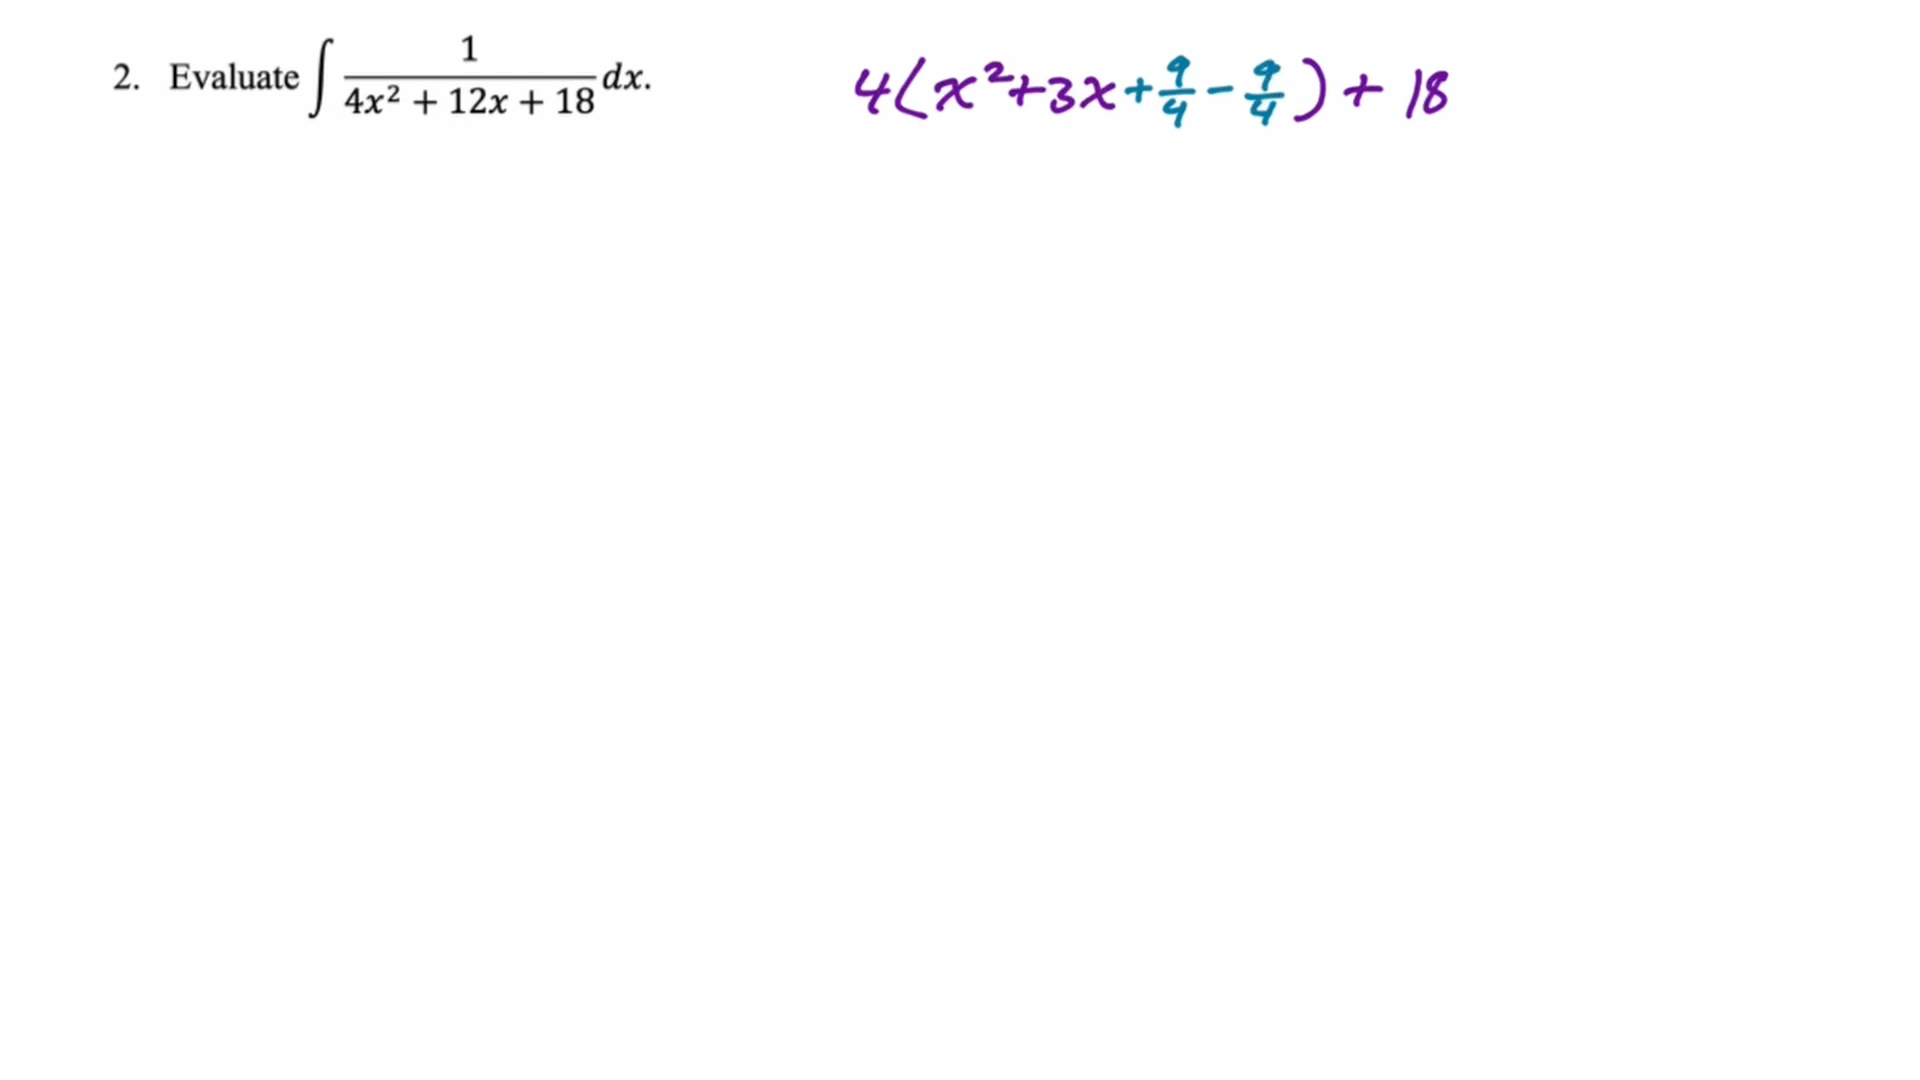 2. Evaluate ∫ 1/(4x² + 12x + 18) dx.
4(x² + 3x + 9/4 - 9/4) + 18